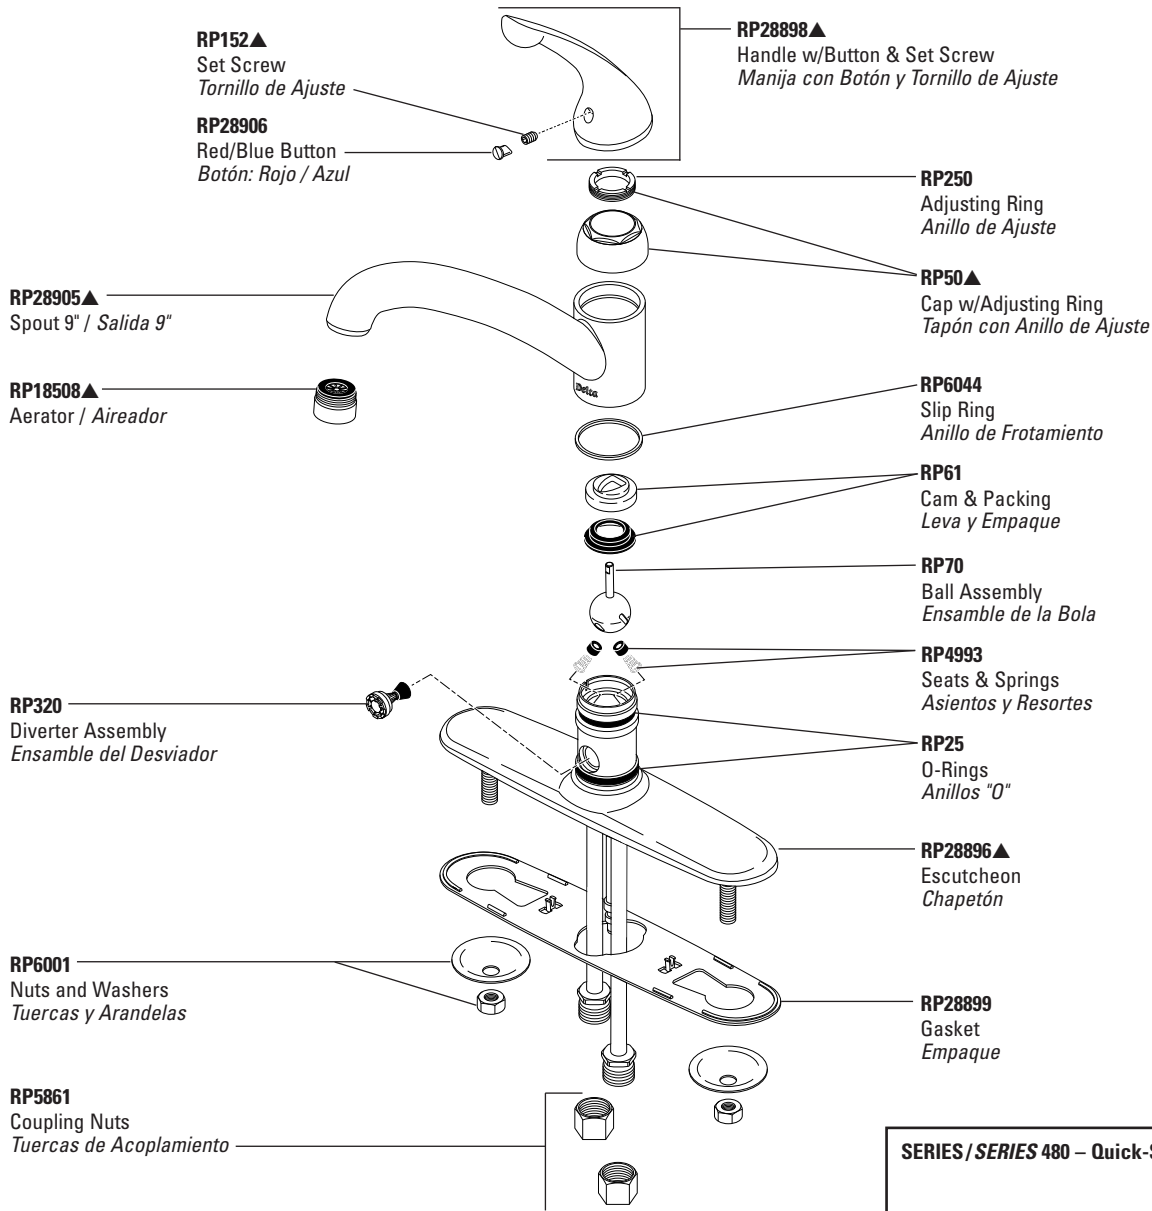 RP152▲
Set Screw
Tornillo de Ajuste
RP28906
Red/Blue Button
Botón: Rojo / Azul
RP28898▲
Handle w/Button & Set Screw
Manija con Botón y Tornillo de Ajuste
RP250
Adjusting Ring
Anillo de Ajuste
RP50▲
Cap w/Adjusting Ring
Tapón con Anillo de Ajuste
RP28905▲
Spout 9" / Salida 9"
RP18508▲
Aerator / Aireador
Delta
RP6044
Slip Ring
Anillo de Frotamiento
RP61
Cam & Packing
Leva y Empaque
RP70
Ball Assembly
Ensamble de la Bola
RP4993
Seats & Springs
Asientos y Resortes
RP320
Diverter Assembly
Ensamble del Desviador
RP25
O-Rings
Anillos "O"
RP28896▲
Escutcheon
Chapetón
RP6001
Nuts and Washers
Tuercas y Arandelas
RP28899
Gasket
Empaque
RP5861
Coupling Nuts
Tuercas de Acoplamiento
SERIES/SERIES 480 – Quick-S